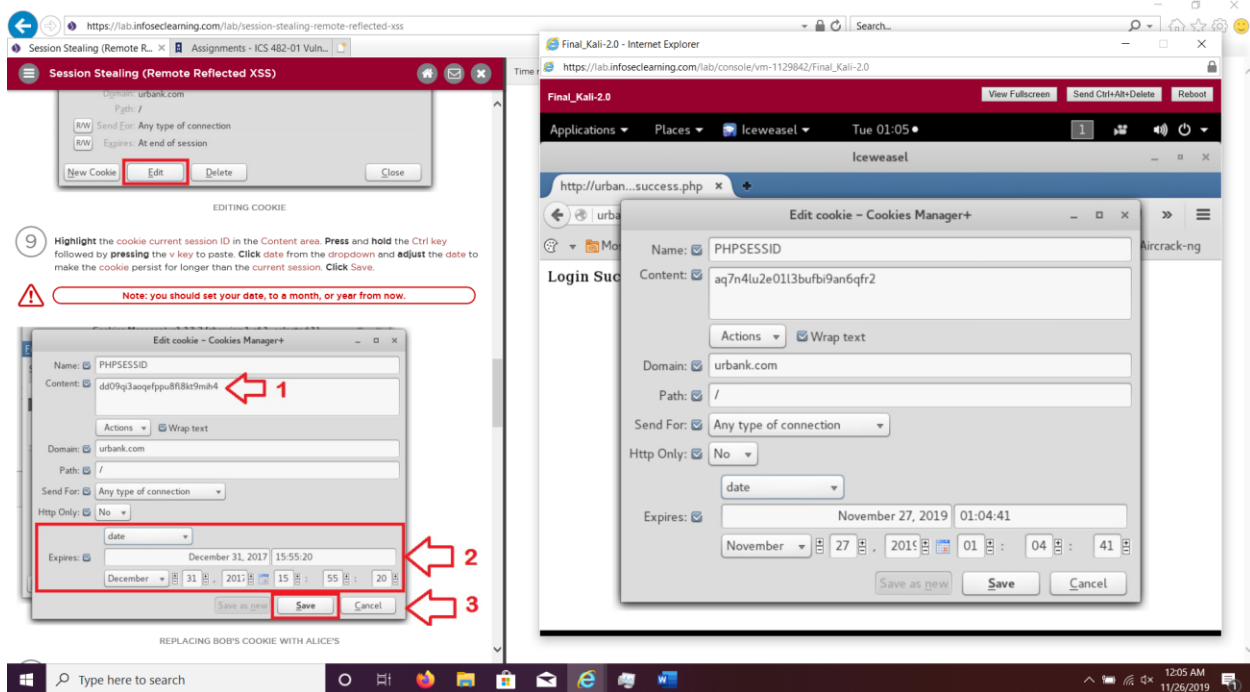 https://lab.infoseclearning.com/lab/session-stealing-remote-reflected-xss
Search...
Session Stealing (Remote R...
Assignments - ICS 482-01 Vuln...
Session Stealing (Remote Reflected XSS)
Time r
Domain: urbank.com
Path: /
R/W Send For: Any type of connection
R/W Expires: At end of session
New Cookie Edit Delete Close
EDITING COOKIE
9
Highlight the cookie current session ID in the Content area. Press and hold the Ctrl key
followed by pressing the v key to paste. Click date from the dropdown and adjust the date to
make the cookie persist for longer than the current session. Click Save.
Note: you should set your date, to a month, or year from now.
Edit cookie – Cookies Manager+
Name: PHPSESSID
Content: dd09qi3aoqefppu8fl8kt9mih4
1
Actions Wrap text
Domain: urbank.com
Path: /
Send For: Any type of connection
Http Only: No
date
Expires: December 31, 2017 15:55:20
2
December 31 , 2017 15 : 55 : 20
Save as new Save Cancel
3
REPLACING BOB'S COOKIE WITH ALICE'S
Final_Kali-2.0 - Internet Explorer
https://lab.infoseclearning.com/lab/console/vm-1129842/Final_Kali-2.0
Final_Kali-2.0
View Fullscreen Send Ctrl+Alt+Delete Reboot
Applications Places Iceweasel Tue 01:05 1
Iceweasel
http://urban...success.php
urba
Mo
Aircrack-ng
Login Suc
Edit cookie – Cookies Manager+
Name: PHPSESSID
Content: aq7n4lu2e01l3bufbi9an6qfr2
Actions Wrap text
Domain: urbank.com
Path: /
Send For: Any type of connection
Http Only: No
date
Expires: November 27, 2019 01:04:41
November 27 , 2019 01 : 04 : 41
Save as new Save Cancel
Type here to search
12:05 AM
11/26/2019
1